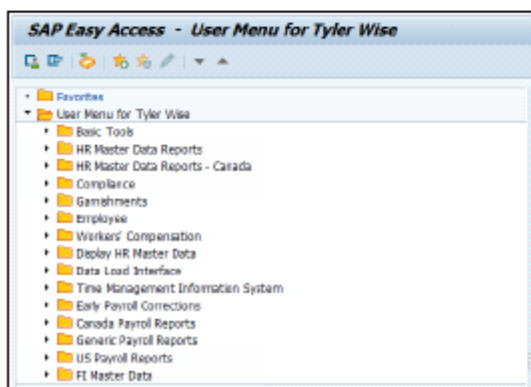 SAP Easy Access - User Menu for Tyler Wise
Favorites
User Menu for Tyler Wise
Basic Tools
HR Master Data Reports
HR Master Data Reports - Canada
Compliance
Garnishments
Employee
Workers' Compensation
Display HR Master Data
Data Load Interface
Time Management Information System
Early Payroll Corrections
Canada Payroll Reports
Generic Payroll Reports
US Payroll Reports
FI Master Data